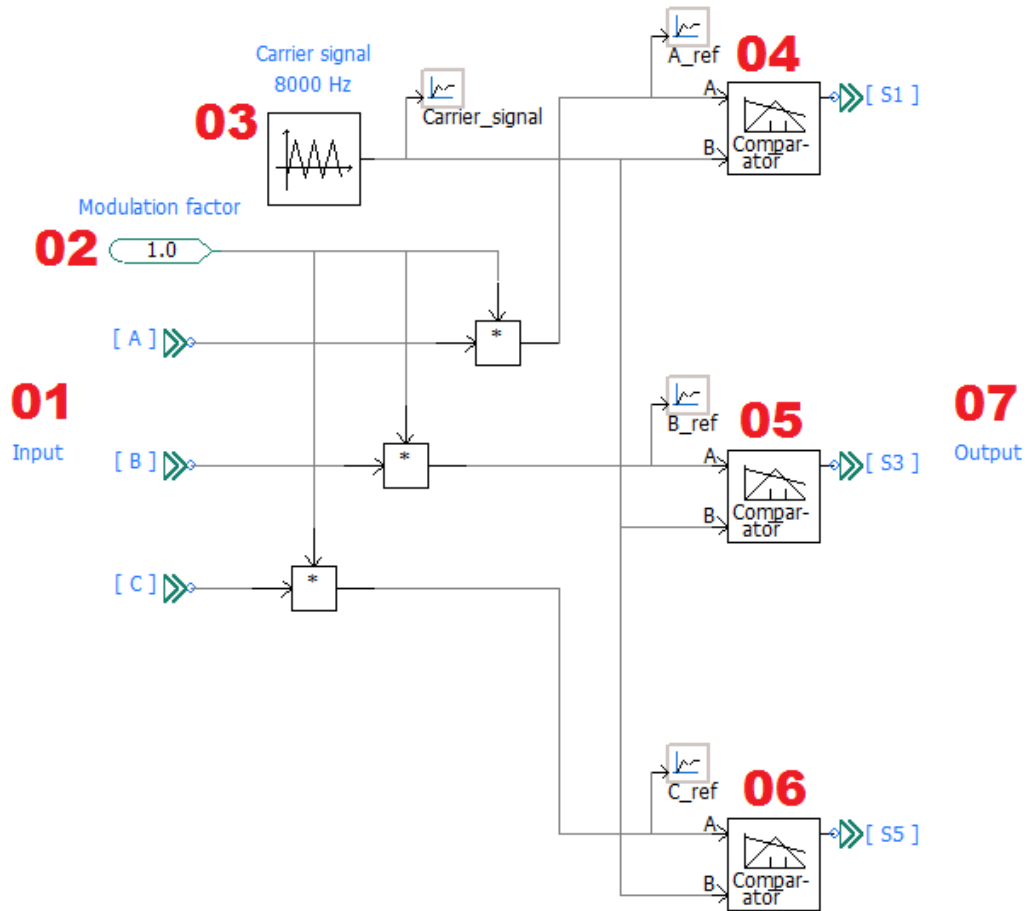 A_ref
04
Carrier signal
8000 Hz
03
Carrier_signal
A
B
Compar-
ator
[ S1 ]
Modulation factor
02
1.0
[ A ]
*
01
Input
[ B ]
*
B_ref
05
A
B
Compar-
ator
[ S3 ]
07
Output
[ C ]
*
C_ref
06
A
B
Compar-
ator
[ S5 ]